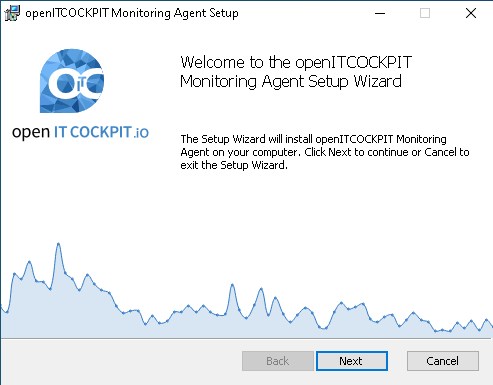 openITCOCKPIT Monitoring Agent Setup
Welcome to the openITCOCKPIT
Monitoring Agent Setup Wizard
OiTC
open IT COCKPIT.io
The Setup Wizard will install openITCOCKPIT Monitoring
Agent on your computer. Click Next to continue or Cancel to
exit the Setup Wizard.
Back
Next
Cancel